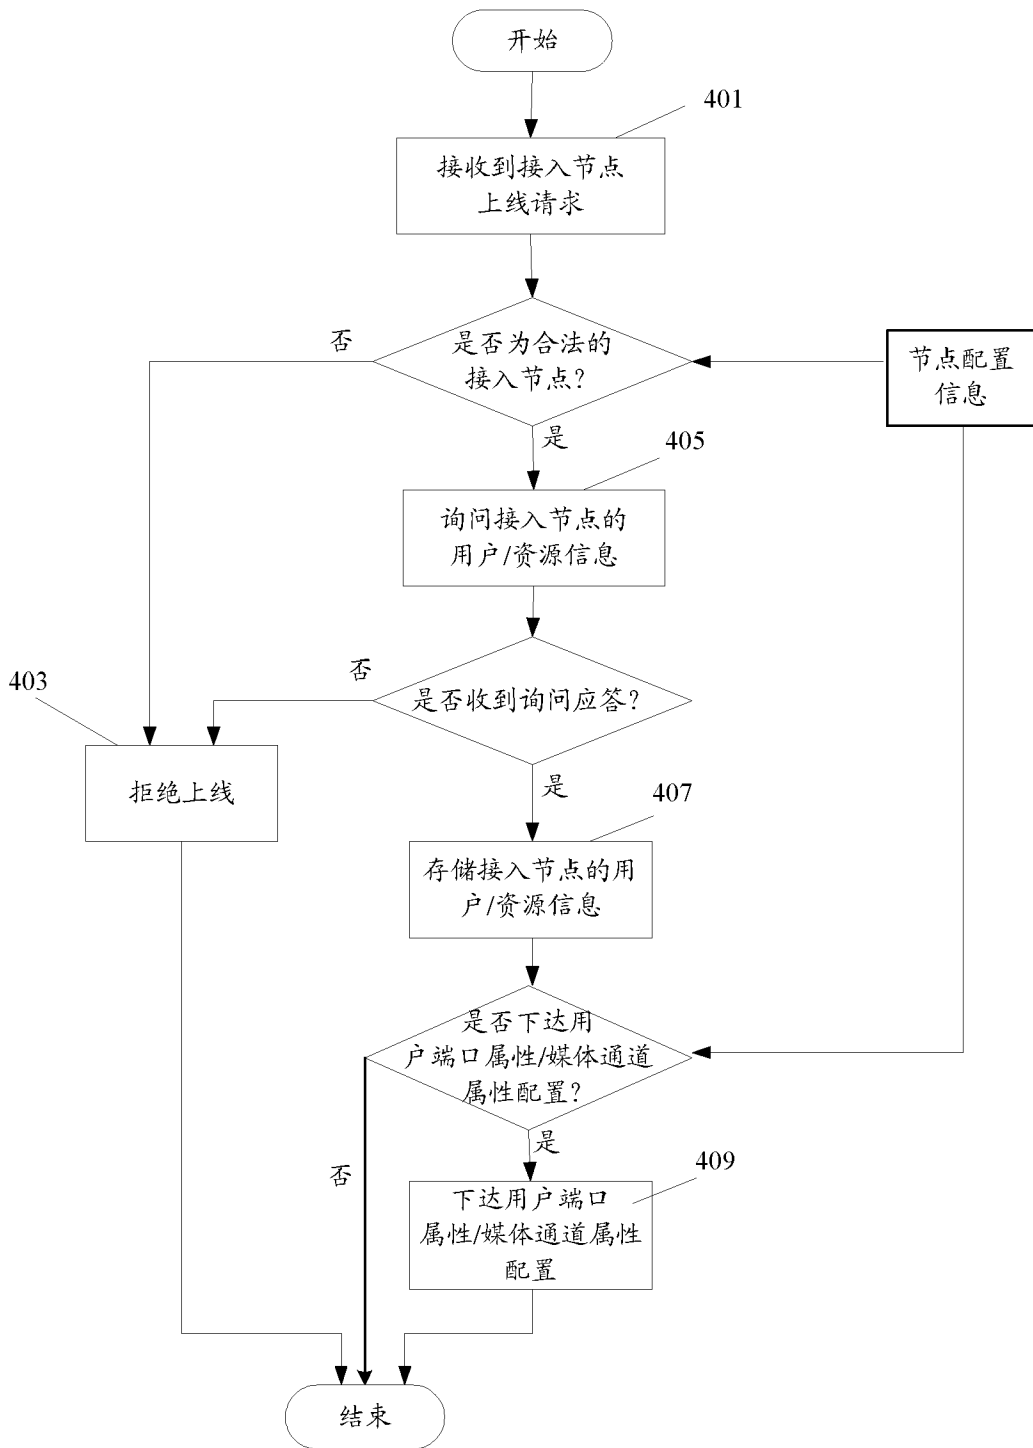 开始
401
接收到接入节点
上线请求
否
是否为合法的
接入节点?
节点配置
信息
是
405
询问接入节点的
用户/资源信息
否
403
是否收到询问应答?
拒绝上线
是
407
存储接入节点的用
户/资源信息
是否下达用
户端口属性/媒体通道
属性配置?
是
否
409
下达用户端口
属性/媒体通道属性
配置
结束